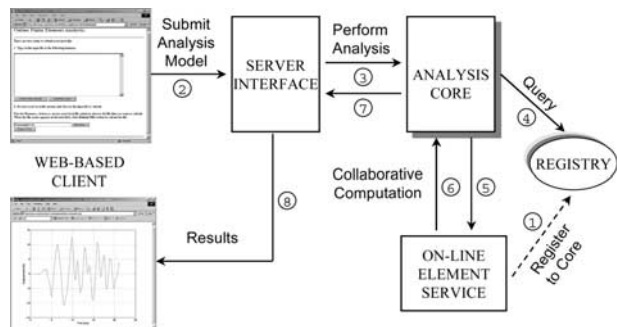 Submit
Analysis
Model
②
WEB-BASED
CLIENT
SERVER
INTERFACE
Perform
Analysis
③
⑦
ANALYSIS
CORE
Query
④
REGISTRY
①
Register
to Core
Collaborative
Computation
⑥
⑤
ON-LINE
ELEMENT
SERVICE
⑧
Results